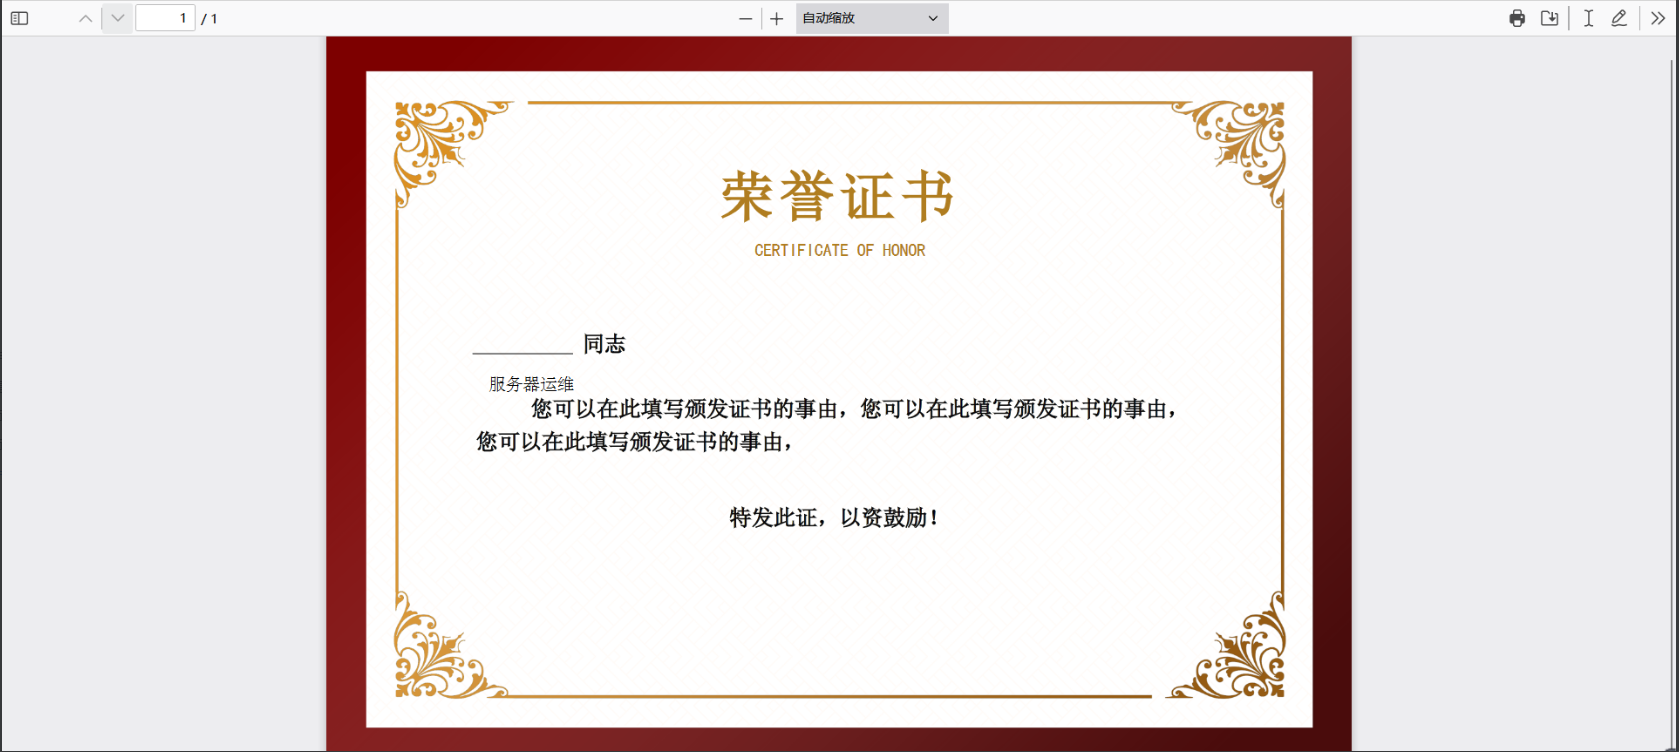 1 / 1 自动缩放
荣誉证书
CERTIFICATE OF HONOR
同志
服务器运维
您可以在此填写颁发证书的事由，您可以在此填写颁发证书的事由，
您可以在此填写颁发证书的事由，
特发此证，以资鼓励！